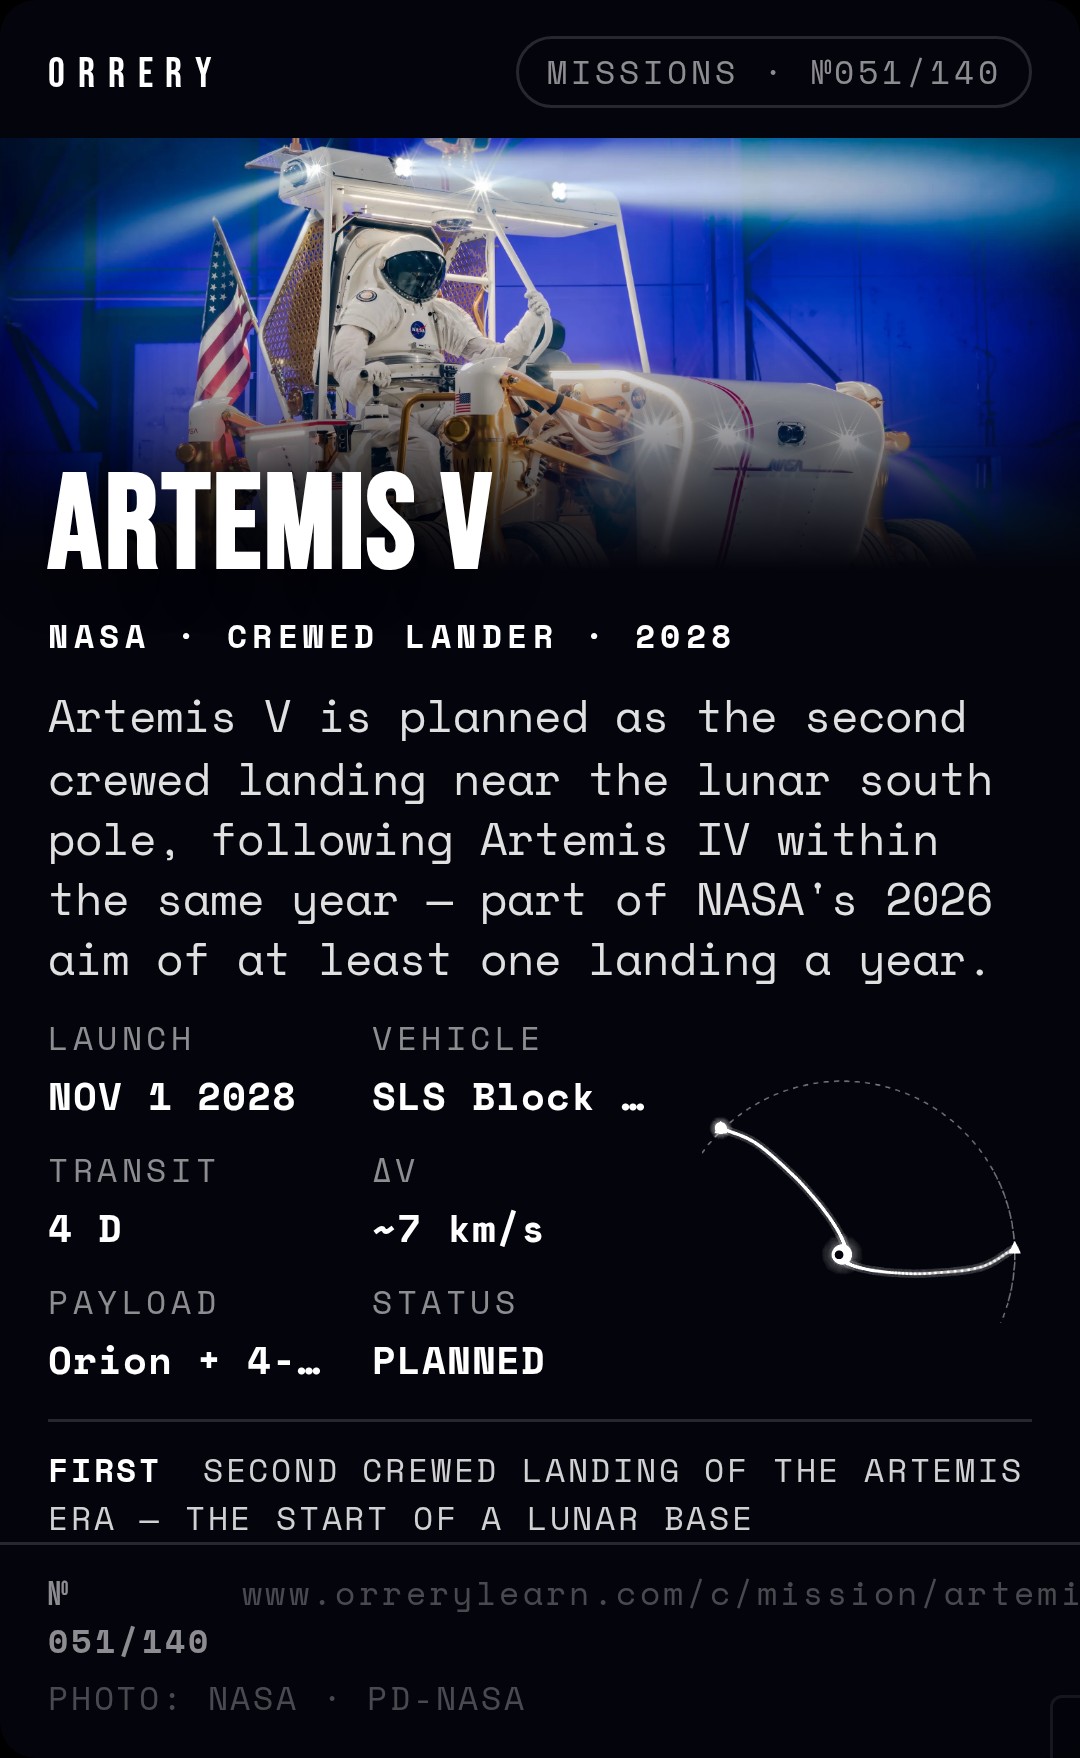 ORRERY
MISSIONS · №051/140
ARTEMIS V
NASA · CREWED LANDER · 2028
Artemis V is planned as the second
crewed landing near the lunar south
pole, following Artemis IV within
the same year — part of NASA's 2026
aim of at least one landing a year.
LAUNCH
NOV 1 2028
VEHICLE
SLS Block …
TRANSIT
4 D
ΔV
~7 km/s
PAYLOAD
Orion + 4-…
STATUS
PLANNED
FIRST SECOND CREWED LANDING OF THE ARTEMIS
ERA — THE START OF A LUNAR BASE
№
051/140
www.orrerylearn.com/c/mission/artemi
PHOTO: NASA · PD-NASA